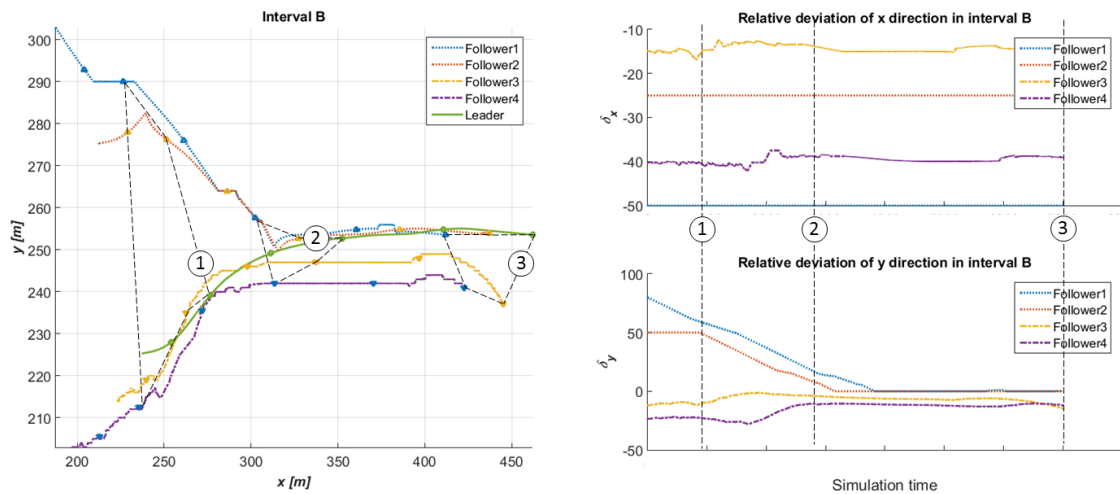 Interval B
300
290
280
270
260
250
240
230
220
210
y [m]
200
250
300
350
400
450
x [m]
Follower1
Follower2
Follower3
Follower4
Leader
1
2
3
Relative deviation of x direction in interval B
-10
-20
-30
-40
-50
δx
Follower1
Follower2
Follower3
Follower4
1
2
3
Relative deviation of y direction in interval B
100
50
0
-50
δy
Follower1
Follower2
Follower3
Follower4
Simulation time